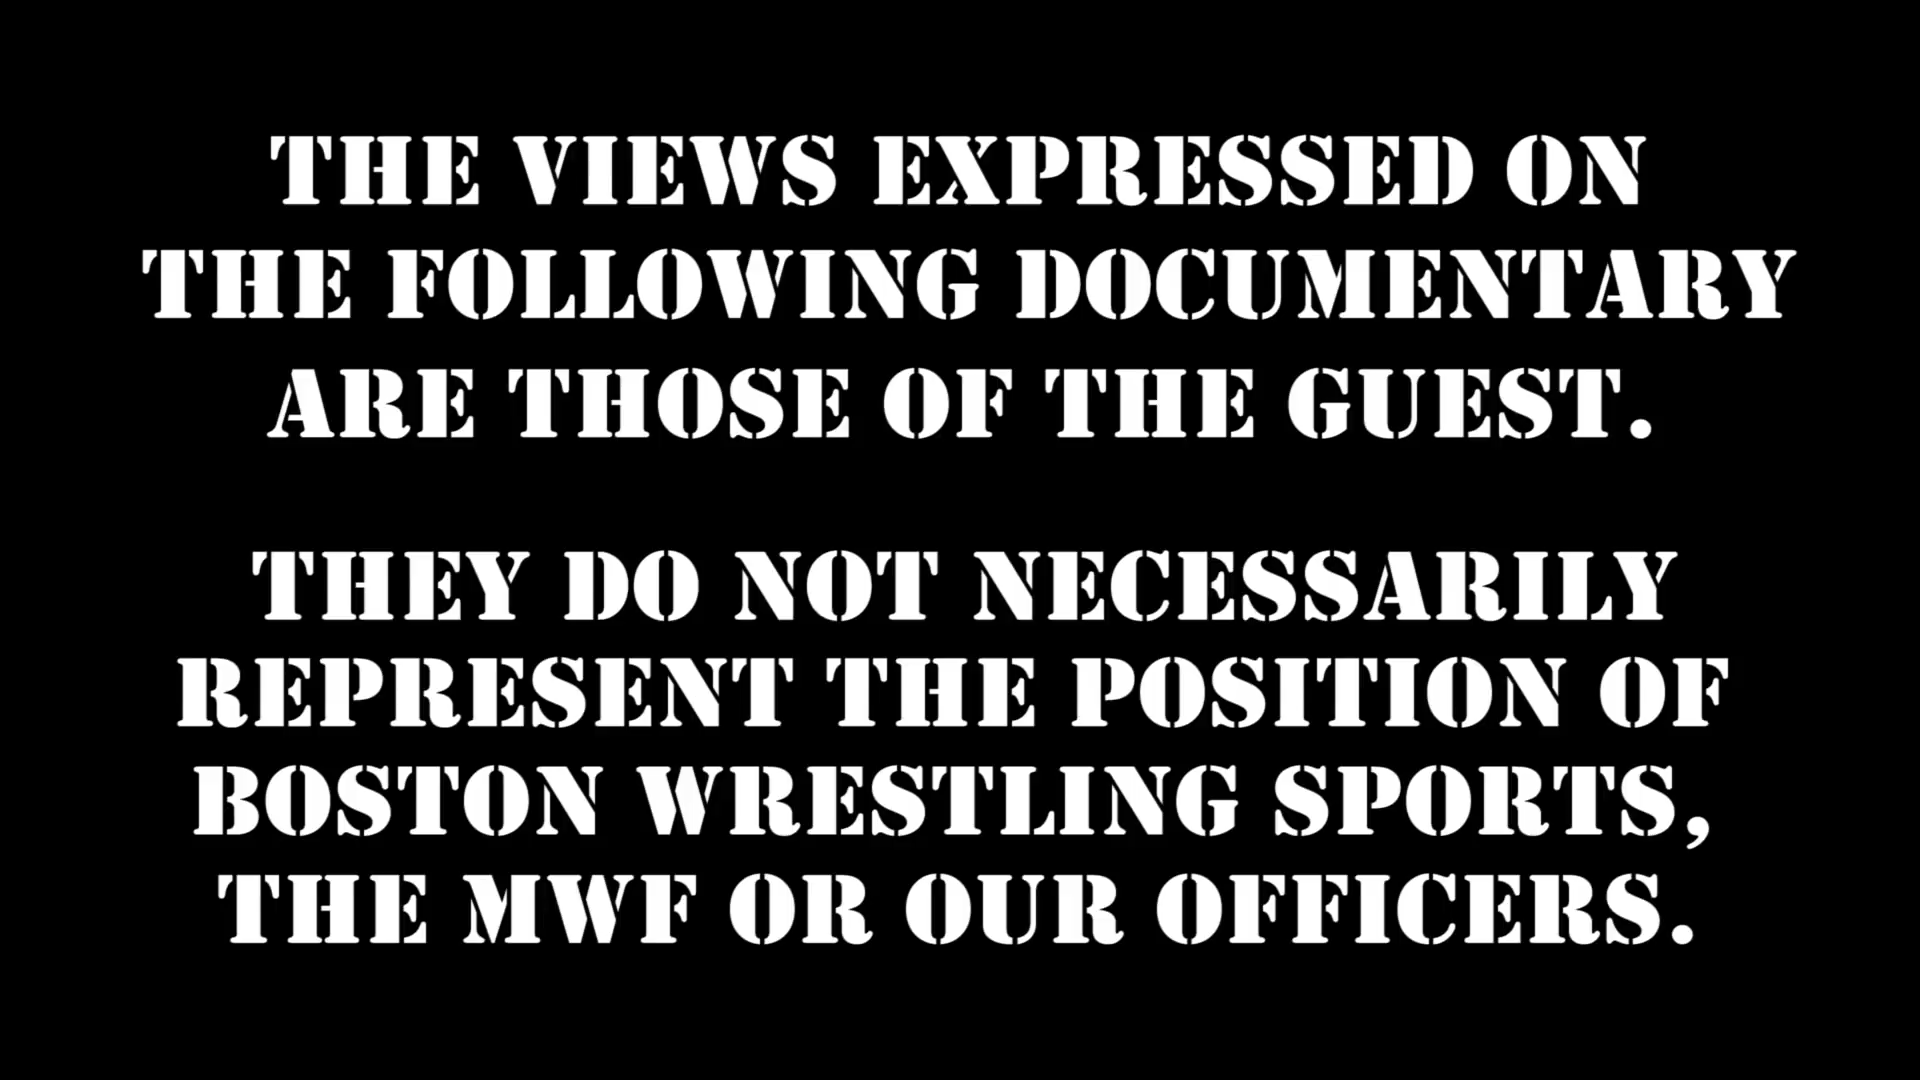 THE VIEWS EXPRESSED ON
THE FOLLOWING DOCUMENTARY
ARE THOSE OF THE GUEST.
THEY DO NOT NECESSARILY
REPRESENT THE POSITION OF
BOSTON WRESTLING SPORTS,
THE MWF OR OUR OFFICERS.